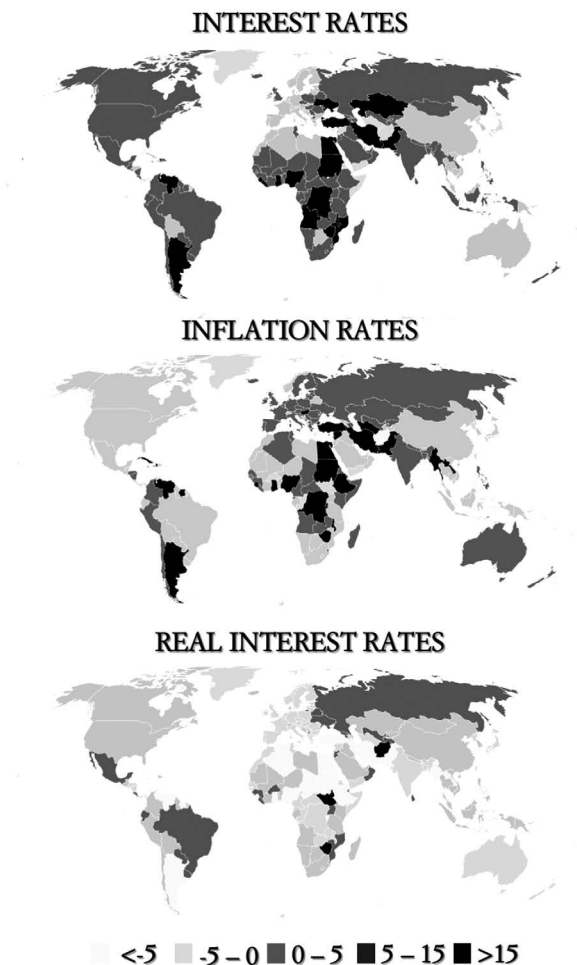 INTEREST RATES
INFLATION RATES
REAL INTEREST RATES
<-5 -5 – 0 0 – 5 5 – 15 >15